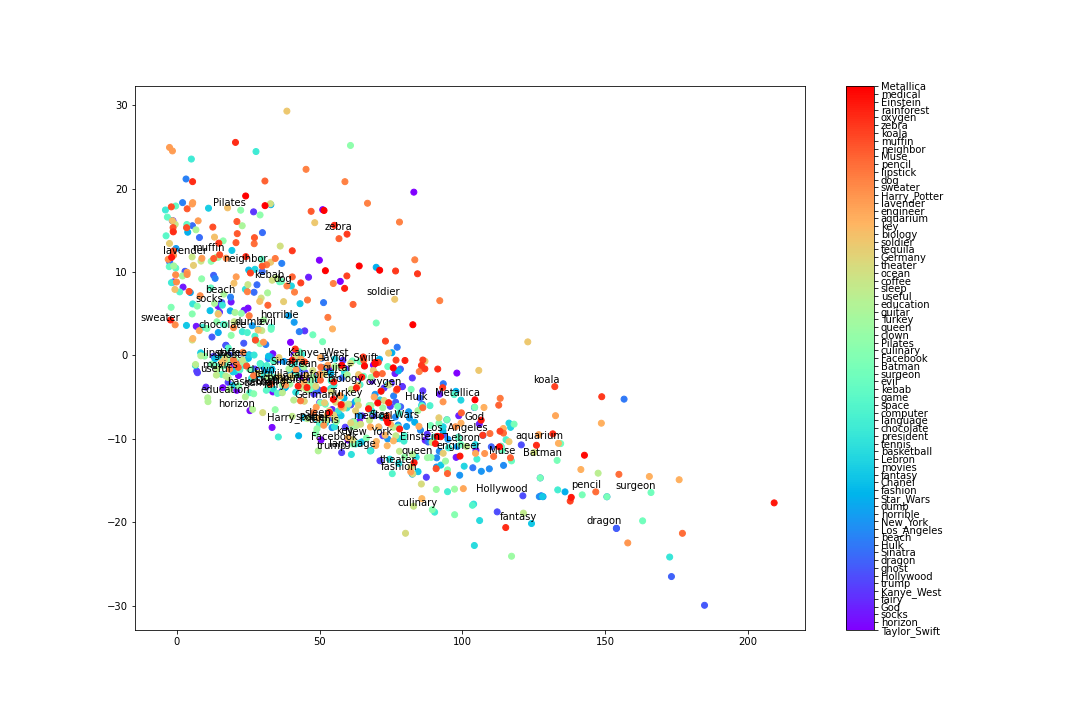 30
20
10
0
−10
−20
−30
0
50
100
150
200
Pilates
zebra
lavender
muffin
neighbor
kebab
dog
beach
socks
soldier
sweater
horrible
chocolate
evil
Kanye_West
Taylor_Swift
movies
useful
clown
guitar
biology
oxygen
koala
education
Germany
Turkey
Hulk
Metallica
horizon
Harry_Potter
Star_Wars
God
Facebook
New_York
Los_Angeles
Einstein
Lebron
aquarium
trump
language
engineer
queen
Muse
Batman
theater
fashion
culinary
Hollywood
pencil
surgeon
fantasy
dragon
Metallica
medical
Einstein
rainforest
oxygen
zebra
koala
muffin
neighbor
Muse
pencil
lipstick
dog
sweater
Harry_Potter
lavender
engineer
aquarium
key
biology
soldier
tequila
Germany
theater
ocean
coffee
sleep
useful
education
guitar
Turkey
queen
clown
Pilates
culinary
Facebook
Batman
surgeon
evil
kebab
game
space
computer
language
chocolate
president
tennis
basketball
Lebron
movies
fantasy
Chanel
fashion
Star_Wars
dump
horrible
New_York
Los_Angeles
beach
Hulk
Sinatra
dragon
ghost
Hollywood
trump
Kanye_West
fairy
God
socks
horizon
Taylor_Swift